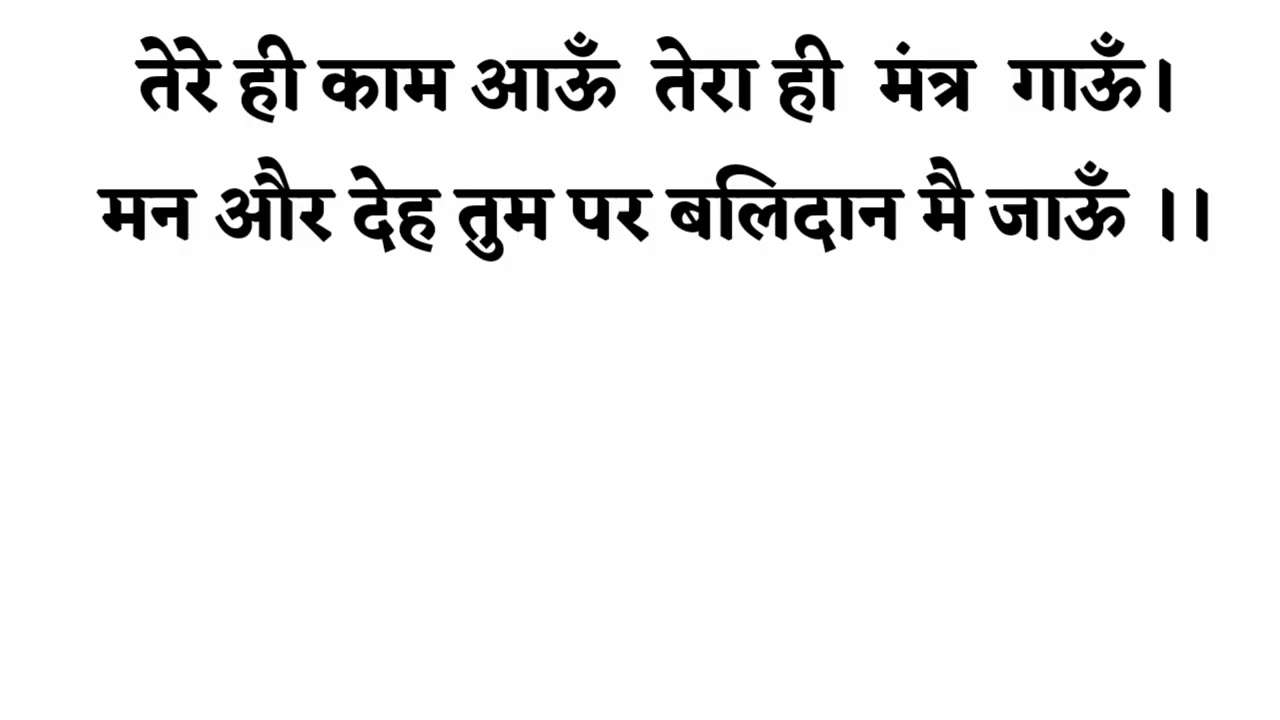 तेरे ही काम आऊँ तेरा ही मंत्र गाऊँ।
मन और देह तुम पर बलिदान मै जाऊँ ।।